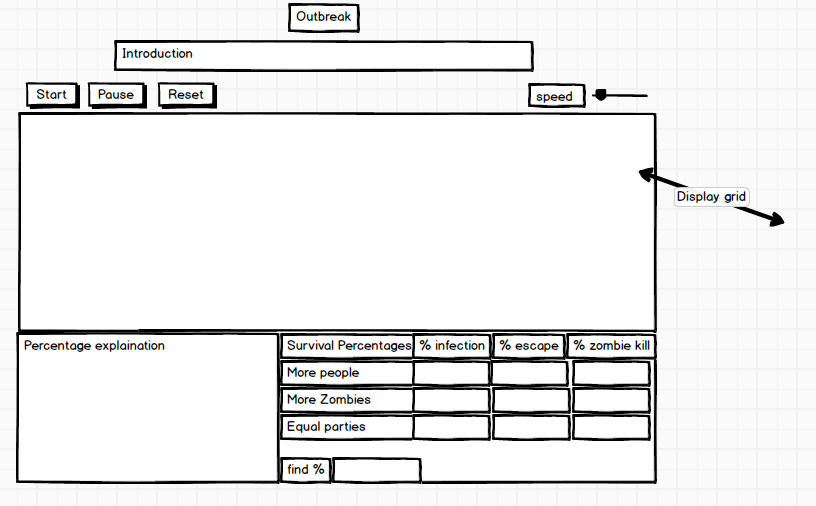 Outbreak
Introduction
Start Pause Reset speed
Display grid
Percentage explaination
Survival Percentages % infection % escape % zombie kill
More people
More Zombies
Equal parties
find %